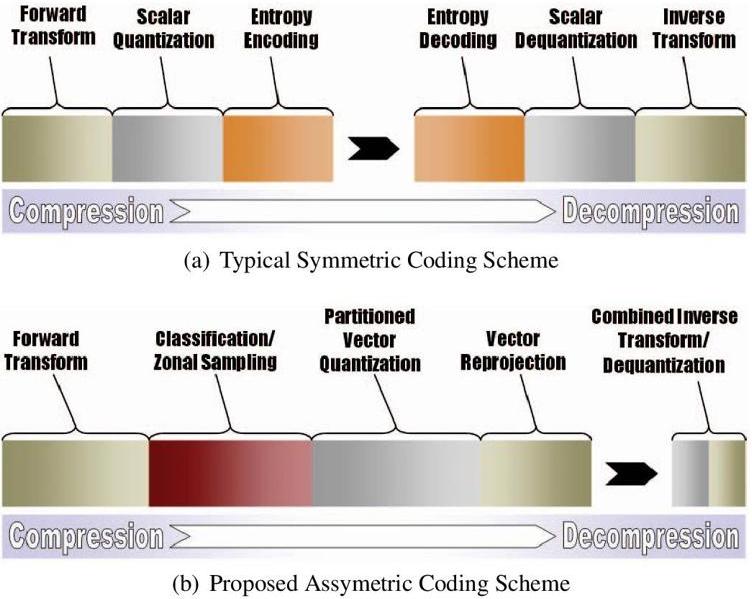 Forward Transform
Scalar Quantization
Entropy Encoding
Entropy Decoding
Scalar Dequantization
Inverse Transform
Compression
Decompression
(a) Typical Symmetric Coding Scheme
Forward Transform
Classification/ Zonal Sampling
Partitioned Vector Quantization
Vector Reprojection
Combined Inverse Transform/ Dequantization
Compression
Decompression
(b) Proposed Assymetric Coding Scheme